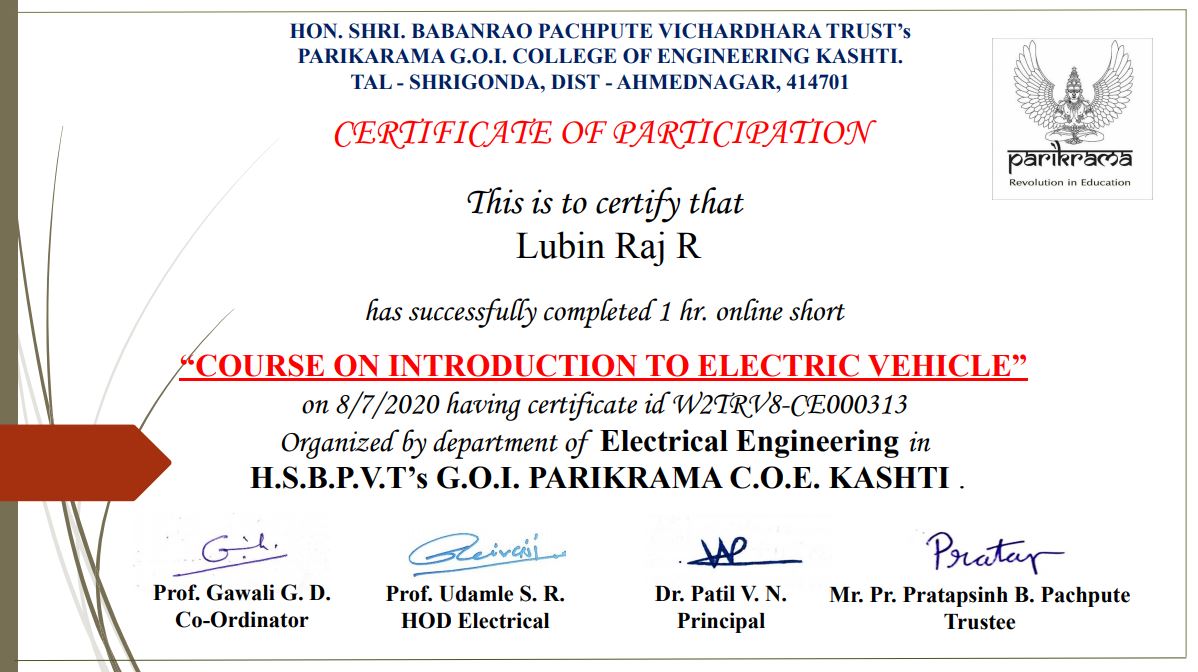 HON. SHRI. BABANRAO PACHPUTE VICHARDHARA TRUST’s
PARIKARAMA G.O.I. COLLEGE OF ENGINEERING KASHTI.
TAL - SHRIGONDA, DIST - AHMEDNAGAR, 414701
parikrama
Revolution in Education
CERTIFICATE OF PARTICIPATION
This is to certify that
Lubin Raj R
has successfully completed 1 hr. online short
“COURSE ON INTRODUCTION TO ELECTRIC VEHICLE”
on 8/7/2020 having certificate id W2TRV8-CE000313
Organized by department of Electrical Engineering in
H.S.B.P.V.T’s G.O.I. PARIKRAMA C.O.E. KASHTI .
Pratap
Prof. Gawali G. D.
Co-Ordinator
Prof. Udamle S. R.
HOD Electrical
Dr. Patil V. N.
Principal
Mr. Pr. Pratapsinh B. Pachpute
Trustee